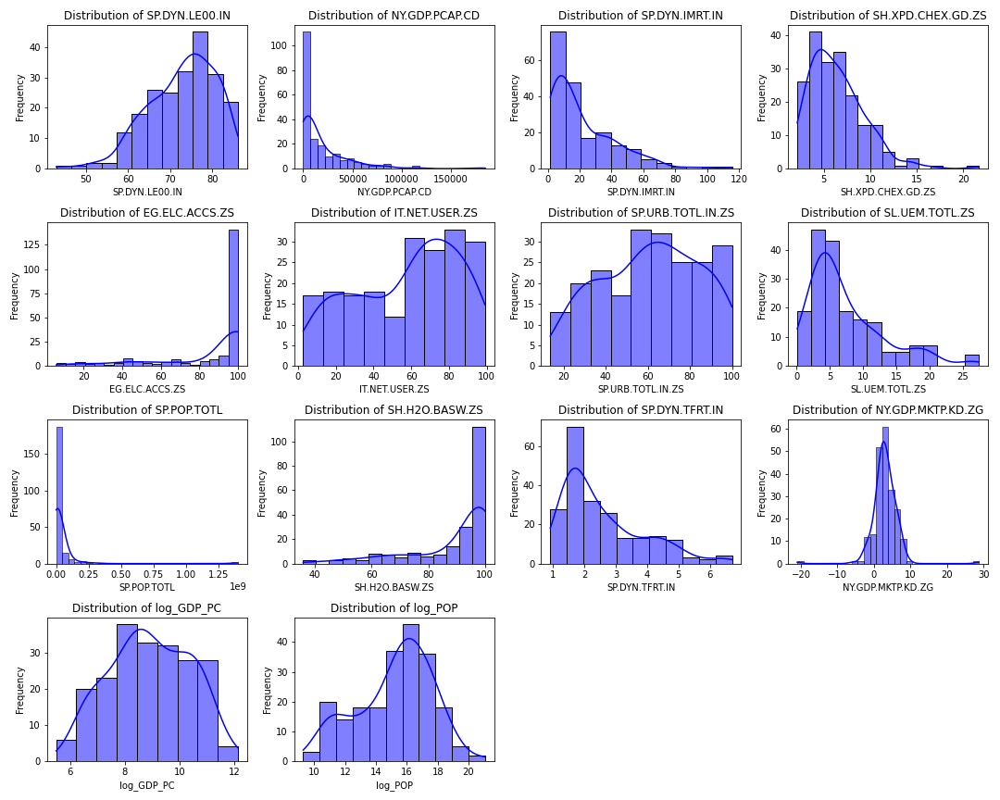 Distribution of SP.DYN.LE00.IN
Frequency
40
30
20
10
0
50 60 70 80
SP.DYN.LE00.IN
Distribution of NY.GDP.PCAP.CD
Frequency
100
80
60
40
20
0
0 50000 100000 150000
NY.GDP.PCAP.CD
Distribution of SP.DYN.IMRT.IN
Frequency
60
40
20
0
0 20 40 60 80 100 120
SP.DYN.IMRT.IN
Distribution of SH.XPD.CHEX.GD.ZS
Frequency
40
30
20
10
0
5 10 15 20
SH.XPD.CHEX.GD.ZS
Distribution of EG.ELC.ACCS.ZS
Frequency
125
100
75
50
25
0
20 40 60 80 100
EG.ELC.ACCS.ZS
Distribution of IT.NET.USER.ZS
Frequency
30
25
20
15
10
5
0
0 20 40 60 80 100
IT.NET.USER.ZS
Distribution of SP.URB.TOTL.IN.ZS
Frequency
30
25
20
15
10
5
0
20 40 60 80 100
SP.URB.TOTL.IN.ZS
Distribution of SL.UEM.TOTL.ZS
Frequency
40
30
20
10
0
0 5 10 15 20 25
SL.UEM.TOTL.ZS
Distribution of SP.POP.TOTL
Frequency
150
100
50
0
0.00 0.25 0.50 0.75 1.00 1.25
SP.POP.TOTL
1e9
Distribution of SH.H2O.BASW.ZS
Frequency
100
80
60
40
20
0
40 60 80 100
SH.H2O.BASW.ZS
Distribution of SP.DYN.TFRT.IN
Frequency
60
40
20
0
1 2 3 4 5 6
SP.DYN.TFRT.IN
Distribution of NY.GDP.MKTP.KD.ZG
Frequency
60
50
40
30
20
10
0
−20 −10 0 10 20 30
NY.GDP.MKTP.KD.ZG
Distribution of log_GDP_PC
Frequency
30
20
10
0
6 8 10 12
log_GDP_PC
Distribution of log_POP
Frequency
40
30
20
10
0
10 12 14 16 18 20
log_POP